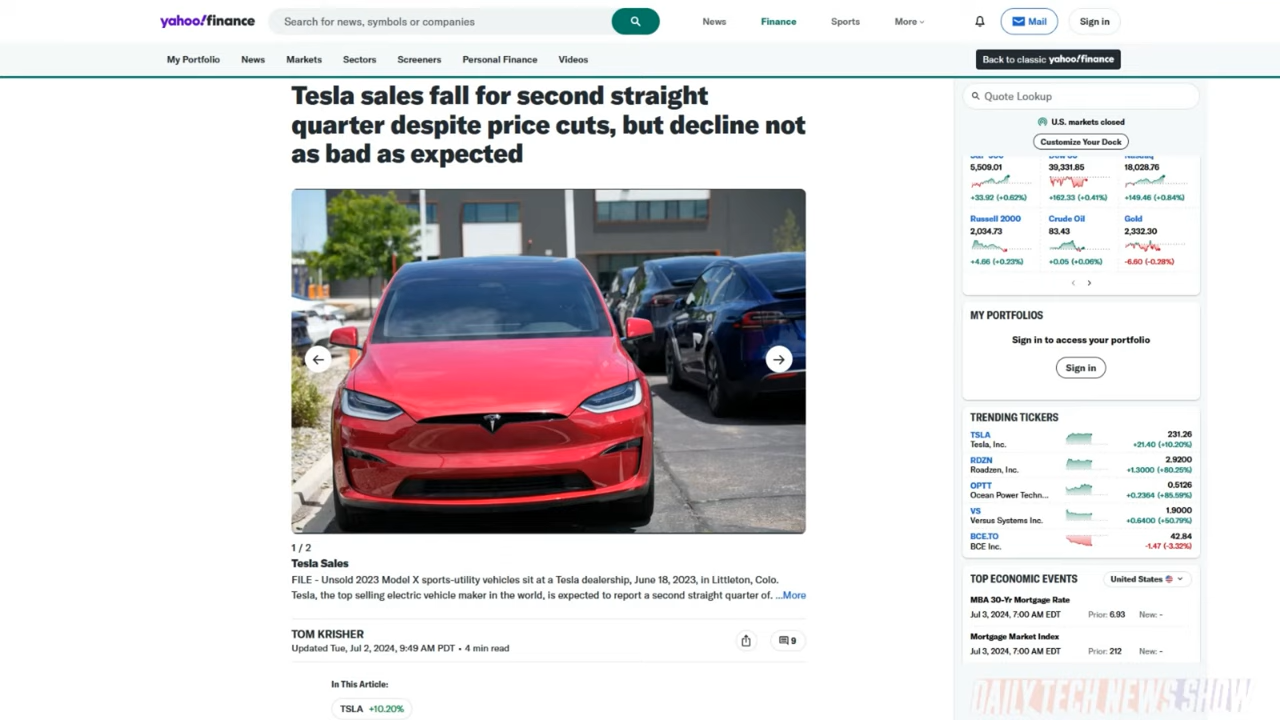 yahoo!finance
Search for news, symbols or companies
News
Finance
Sports
More
Mail
Sign in
My Portfolio
News
Markets
Sectors
Screeners
Personal Finance
Videos
Back to classic yahoo!finance
Tesla sales fall for second straight
quarter despite price cuts, but decline not
as bad as expected
1 / 2
Tesla Sales
FILE - Unsold 2023 Model X sports-utility vehicles sit at a Tesla dealership, June 18, 2023, in Littleton, Colo.
Tesla, the top selling electric vehicle maker in the world, is expected to report a second straight quarter of. ...More
TOM KRISHER
Updated Tue, Jul 2, 2024, 9:49 AM PDT • 4 min read
9
In This Article:
TSLA +10.20%
Quote Lookup
U.S. markets closed
Customize Your Dock
5,509.01 39,331.85 18,028.76
+33.92 (+0.62%) +162.33 (+0.41%) +149.46 (+0.84%)
Russell 2000 Crude Oil Gold
2,034.73 83.43 2,332.30
+4.66 (+0.23%) +0.05 (+0.06%) -6.60 (-0.28%)
MY PORTFOLIOS
Sign in to access your portfolio
Sign in
TRENDING TICKERS
TSLA 231.26
Tesla, Inc. +21.40 (+10.20%)
RDZN 2.9200
Roadzen, Inc. +1.3000 (+80.25%)
OPTT 0.5126
Ocean Power Techn... +0.2364 (+85.59%)
VS 1.9000
Versus Systems Inc. +0.6400 (+50.79%)
BCE.TO 42.84
BCE Inc. -1.47 (-3.32%)
TOP ECONOMIC EVENTS United States
MBA 30-Yr Mortgage Rate
Jul 3, 2024, 7:00 AM EDT Prior: 6.93 New: -
Mortgage Market Index
Jul 3, 2024, 7:00 AM EDT Prior: 212 New: -
DAILY TECH NEWS SHOW